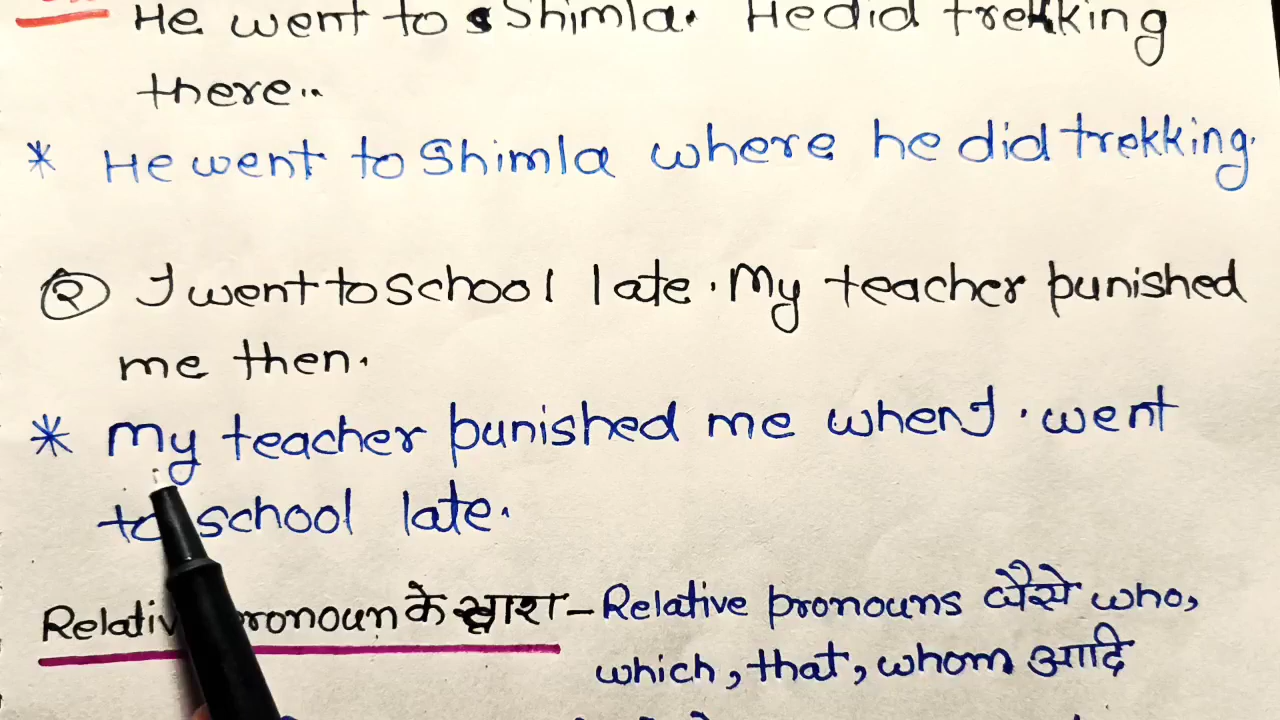 He went to Shimla. He did trekking
there..
* He went to Shimla where he did trekking.
② I went to school late. My teacher punished
me then.
* My teacher punished me when I . went
to school late.
Relative pronoun के द्वारा – Relative pronouns जैसे who,
which, that, whom आदि